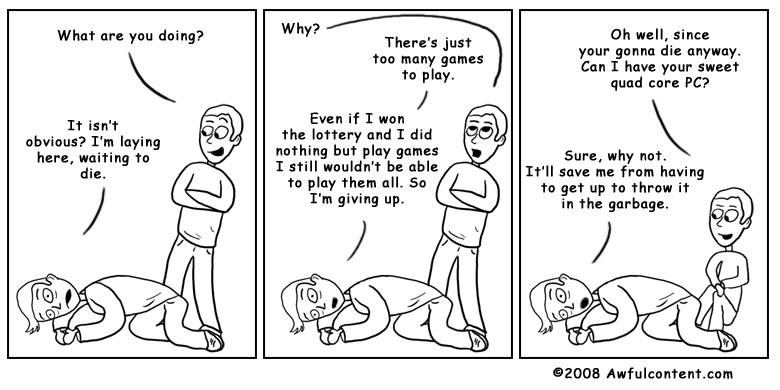 What are you doing?
It isn't
obvious? I'm laying
here, waiting to
die.
Why?
There's just
too many games
to play.
Even if I won
the lottery and I did
nothing but play games
I still wouldn't be able
to play them all. So
I'm giving up.
Oh well, since
your gonna die anyway.
Can I have your sweet
quad core PC?
Sure, why not.
It'll save me from having
to get up to throw it
in the garbage.
©2008 Awfulcontent.com